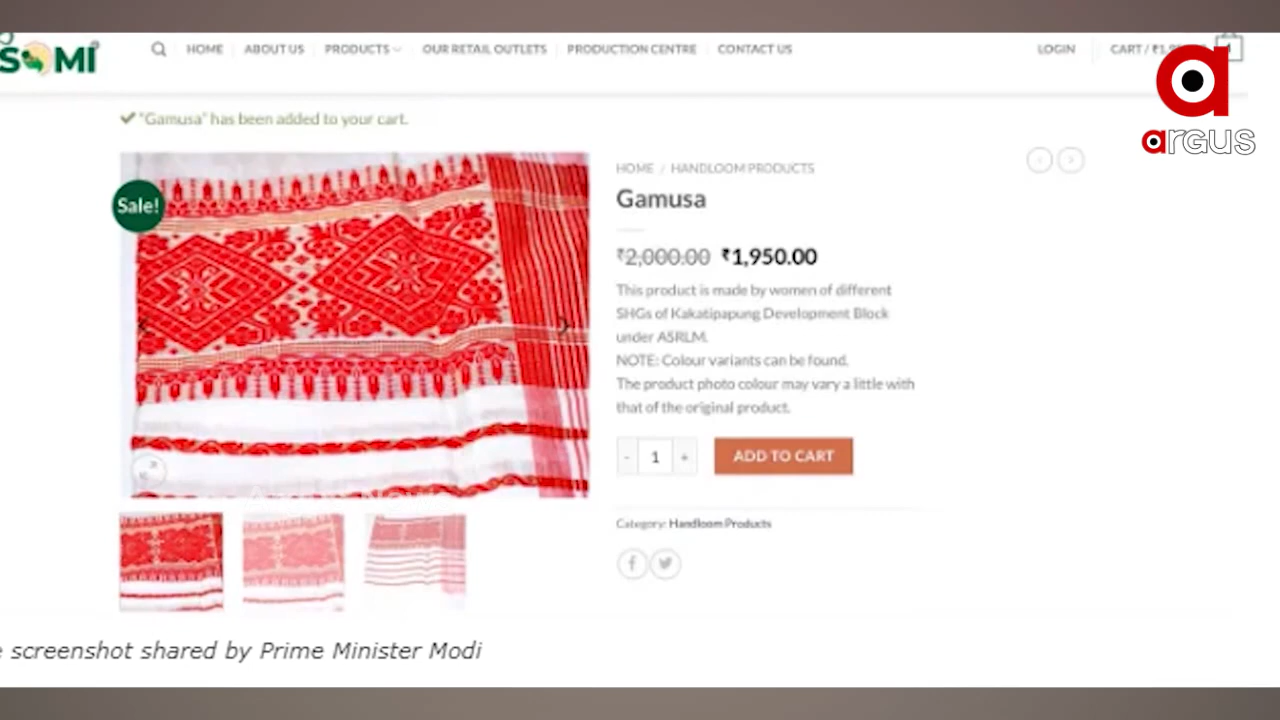 SOMI
HOME ABOUT US PRODUCTS OUR RETAIL OUTLETS PRODUCTION CENTRE CONTACT US LOGIN CART / ₹1,
argus
"Gamusa" has been added to your cart.
Sale!
HOME / HANDLOOM PRODUCTS
Gamusa
₹2,000.00 ₹1,950.00
This product is made by women of different
SHGs of Kakatipapung Development Block
under ASRLM.
NOTE: Colour variants can be found.
The product photo colour may vary a little with
that of the original product.
- 1 + ADD TO CART
Category: Handloom Products
screenshot shared by Prime Minister Modi